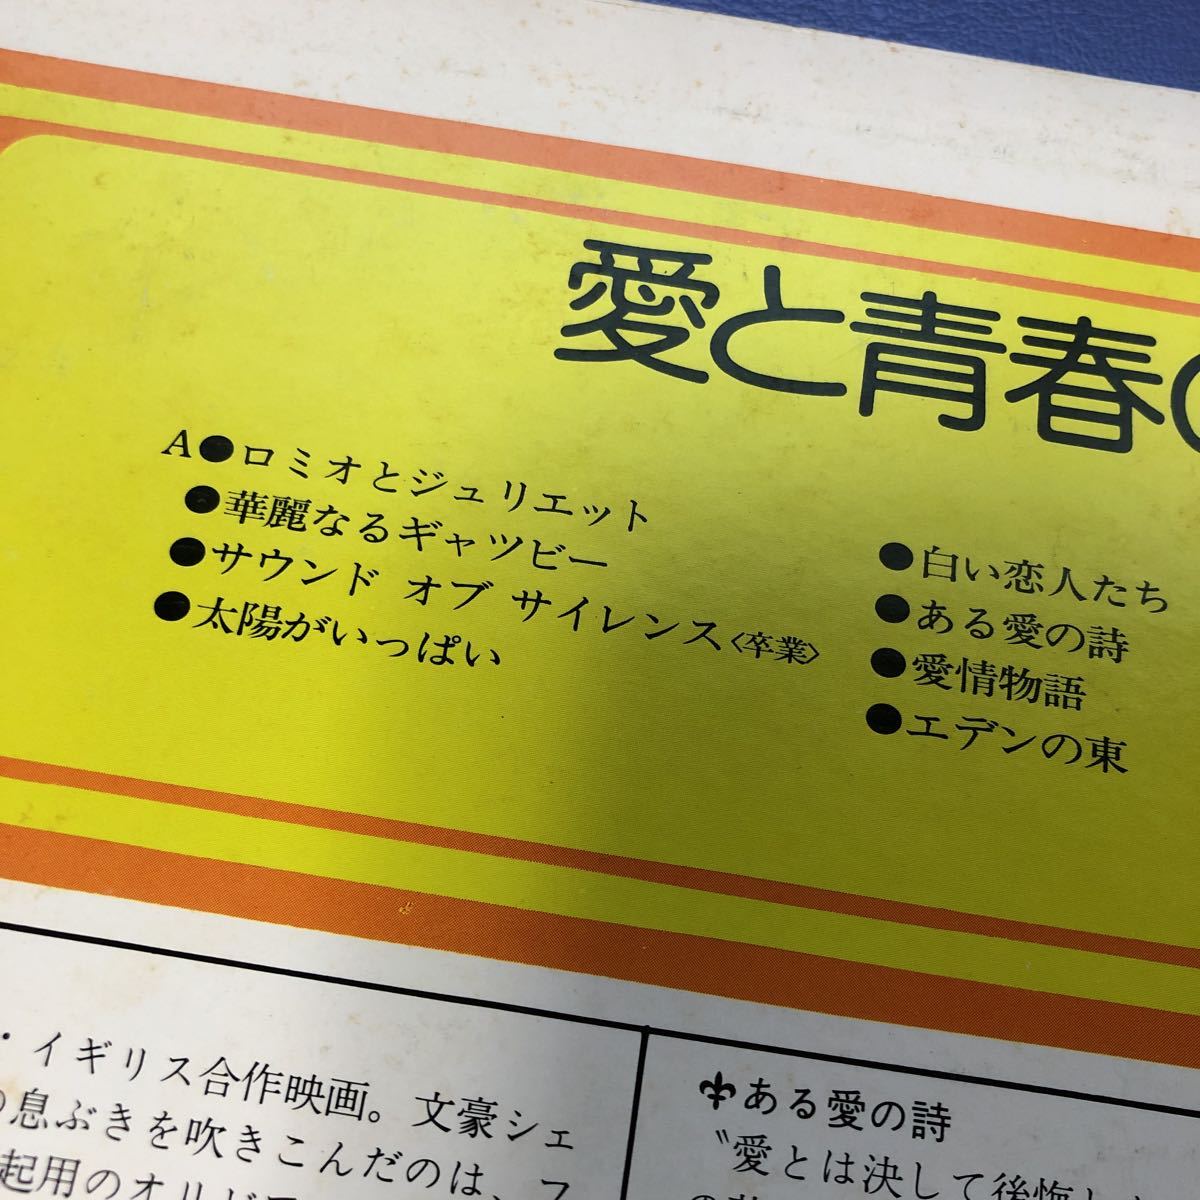 愛と青春
A●ロミオとジュリエット
●華麗なるギャツビー
●サウンド オブ サイレンス〈卒業〉
●太陽がいっぱい
●白い恋人たち
●ある愛の詩
●愛情物語
●エデンの東
・イギリス合作映画。文豪シェ
息ぶきを吹きこんだのは、フ
起用のオリビア
ある愛の詩
〝愛とは決して後悔し